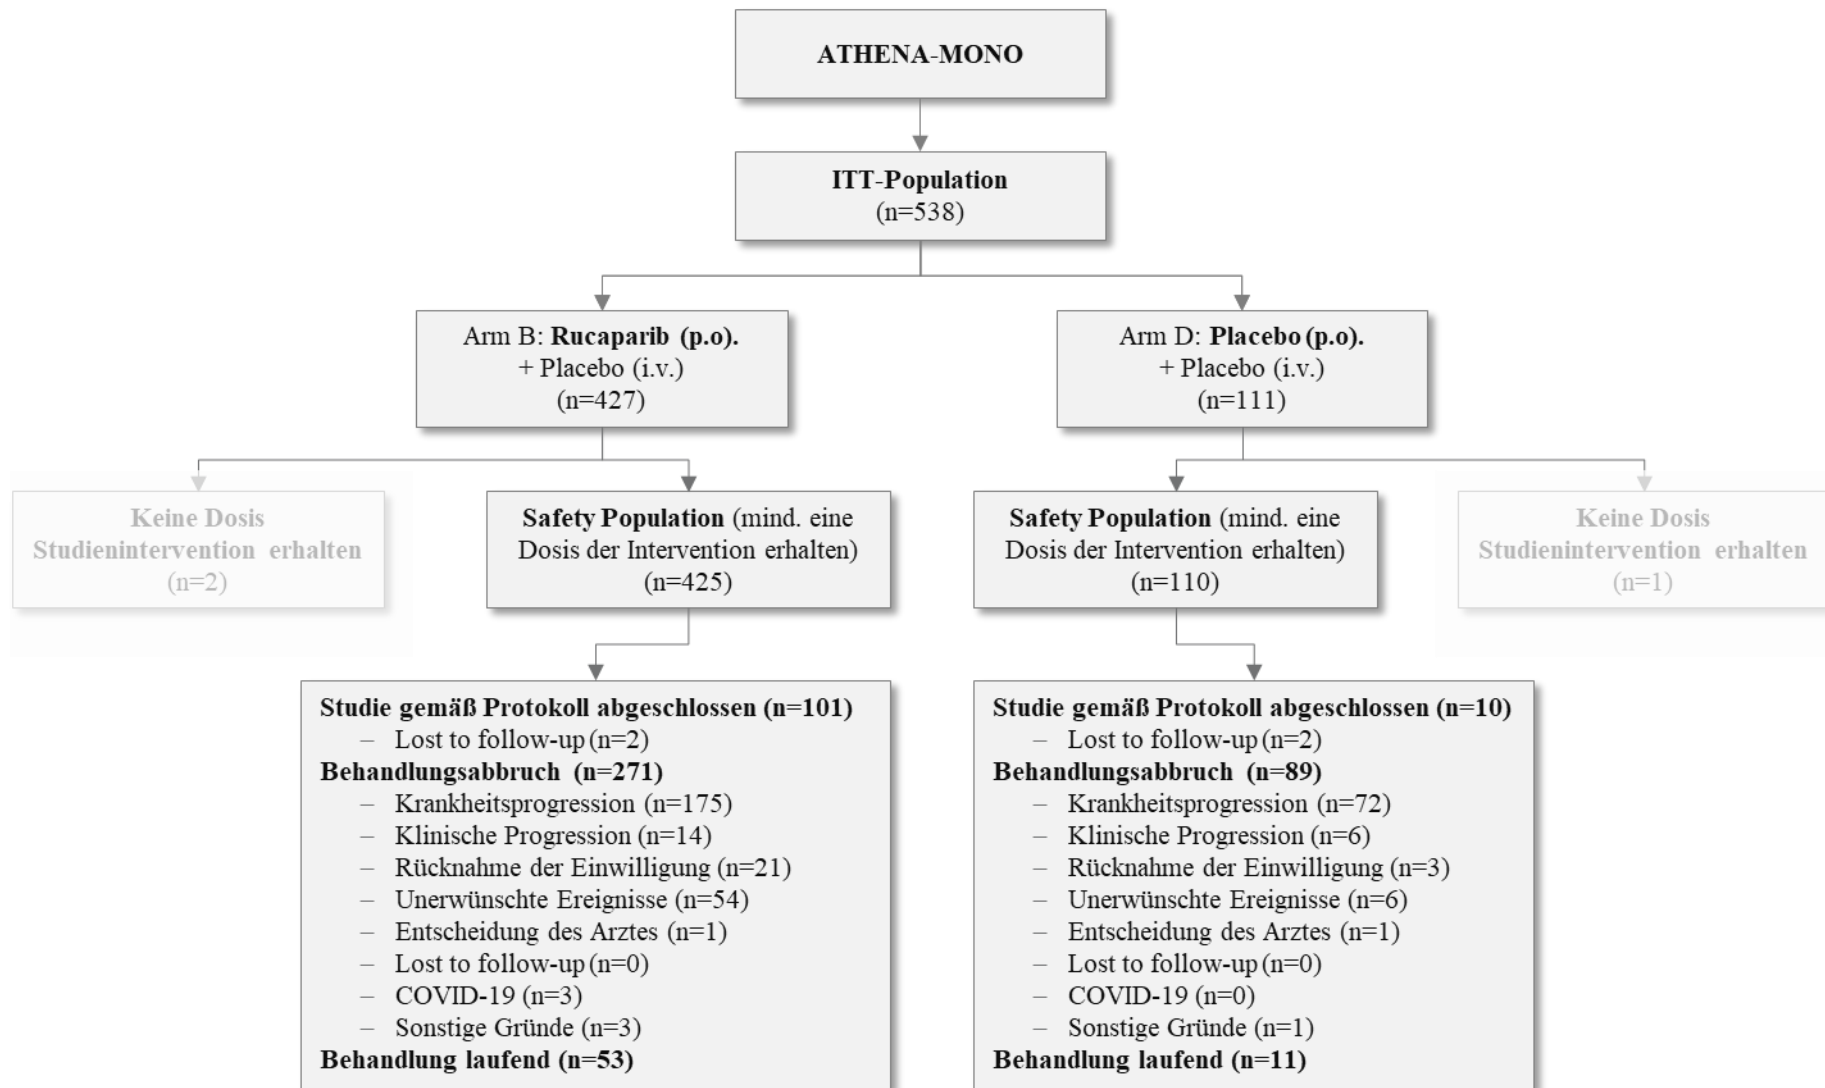 ATHENA-MONO
ITT-Population
(n=538)
Arm B: Rucaparib (p.o).
+ Placebo (i.v.)
(n=427)
Arm D: Placebo (p.o).
+ Placebo (i.v.)
(n=111)
Keine Dosis
Studienintervention erhalten
(n=2)
Safety Population (mind. eine
Dosis der Intervention erhalten)
(n=425)
Safety Population (mind. eine
Dosis der Intervention erhalten)
(n=110)
Keine Dosis
Studienintervention erhalten
(n=1)
Studie gemäß Protokoll abgeschlossen (n=101)
– Lost to follow-up (n=2)
Behandlungsabbruch (n=271)
– Krankheitsprogression (n=175)
– Klinische Progression (n=14)
– Rücknahme der Einwilligung (n=21)
– Unerwünschte Ereignisse (n=54)
– Entscheidung des Arztes (n=1)
– Lost to follow-up (n=0)
– COVID-19 (n=3)
– Sonstige Gründe (n=3)
Behandlung laufend (n=53)
Studie gemäß Protokoll abgeschlossen (n=10)
– Lost to follow-up (n=2)
Behandlungsabbruch (n=89)
– Krankheitsprogression (n=72)
– Klinische Progression (n=6)
– Rücknahme der Einwilligung (n=3)
– Unerwünschte Ereignisse (n=6)
– Entscheidung des Arztes (n=1)
– Lost to follow-up (n=0)
– COVID-19 (n=0)
– Sonstige Gründe (n=1)
Behandlung laufend (n=11)